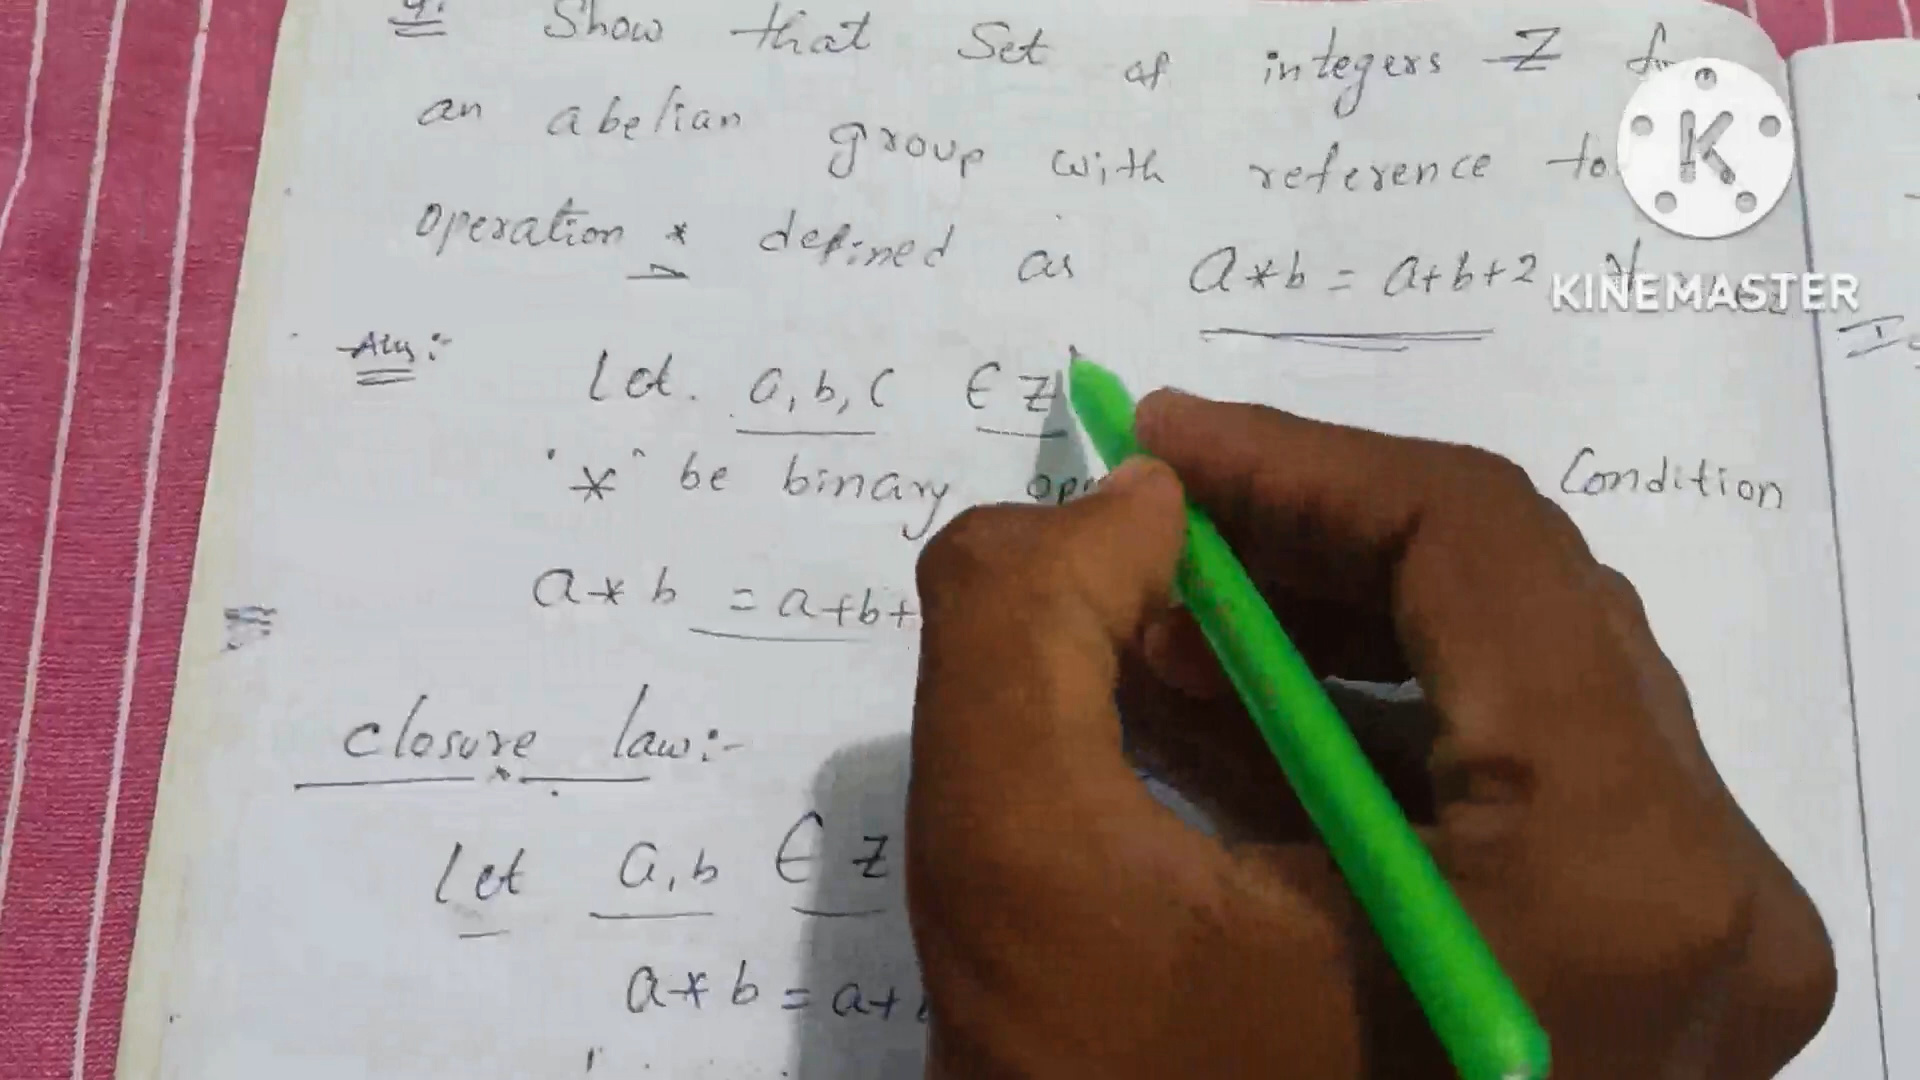 Show that Set of integers Z
an abelian group with reference to
operation * defined as a*b = a+b+2
KINEMASTER
Ans:-
Let. a, b, c ∈ Z
"*" be binary Condition
a*b = a+b+
closure law:-
Let a, b ∈ Z
a*b = a+